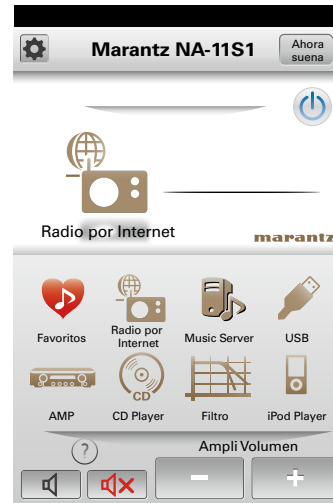 Marantz NA-11S1
Ahora
suena
Radio por Internet
marantz
Favoritos
Radio por
Internet
Music Server
USB
CD
AMP
CD Player
Filtro
iPod Player
?
Ampli Volumen